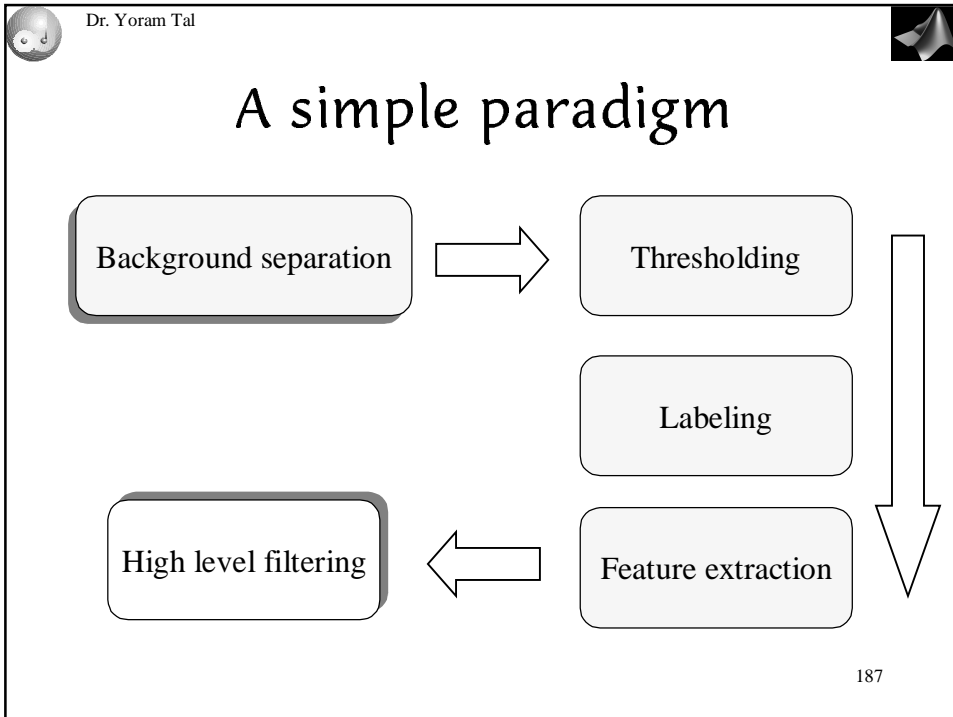 Dr. Yoram Tal
A simple paradigm
Background separation
Thresholding
Labeling
Feature extraction
High level filtering
187